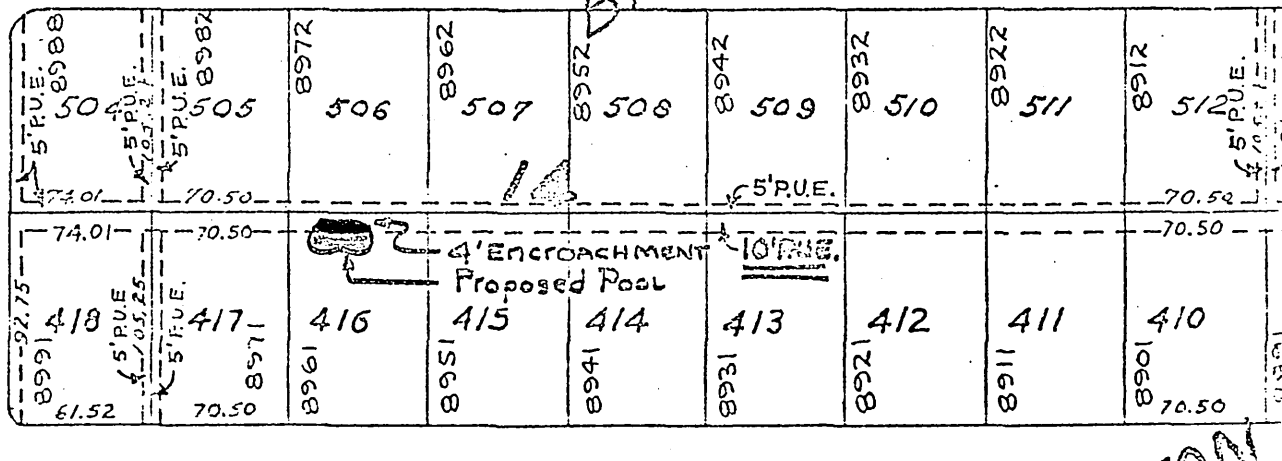 8988 8982 8972 8962 8952 8942 8932 8922 8912
5' P.U.E. 504 5' P.U.E. 5' P.U.E. 505 506 507 508 509 510 511 512 5' P.U.E.
74.01 70.50 5' P.U.E. 70.50
74.01 70.50 70.50
4' ENCROACHMENT 10' P.U.E.
Proposed Pool
92.75 418 5' P.U.E 105.25 5' P.U.E. 417 416 415 414 413 412 411 410
8991 8971 8961 8951 8941 8931 8921 8911 8901
61.52 70.50 70.50